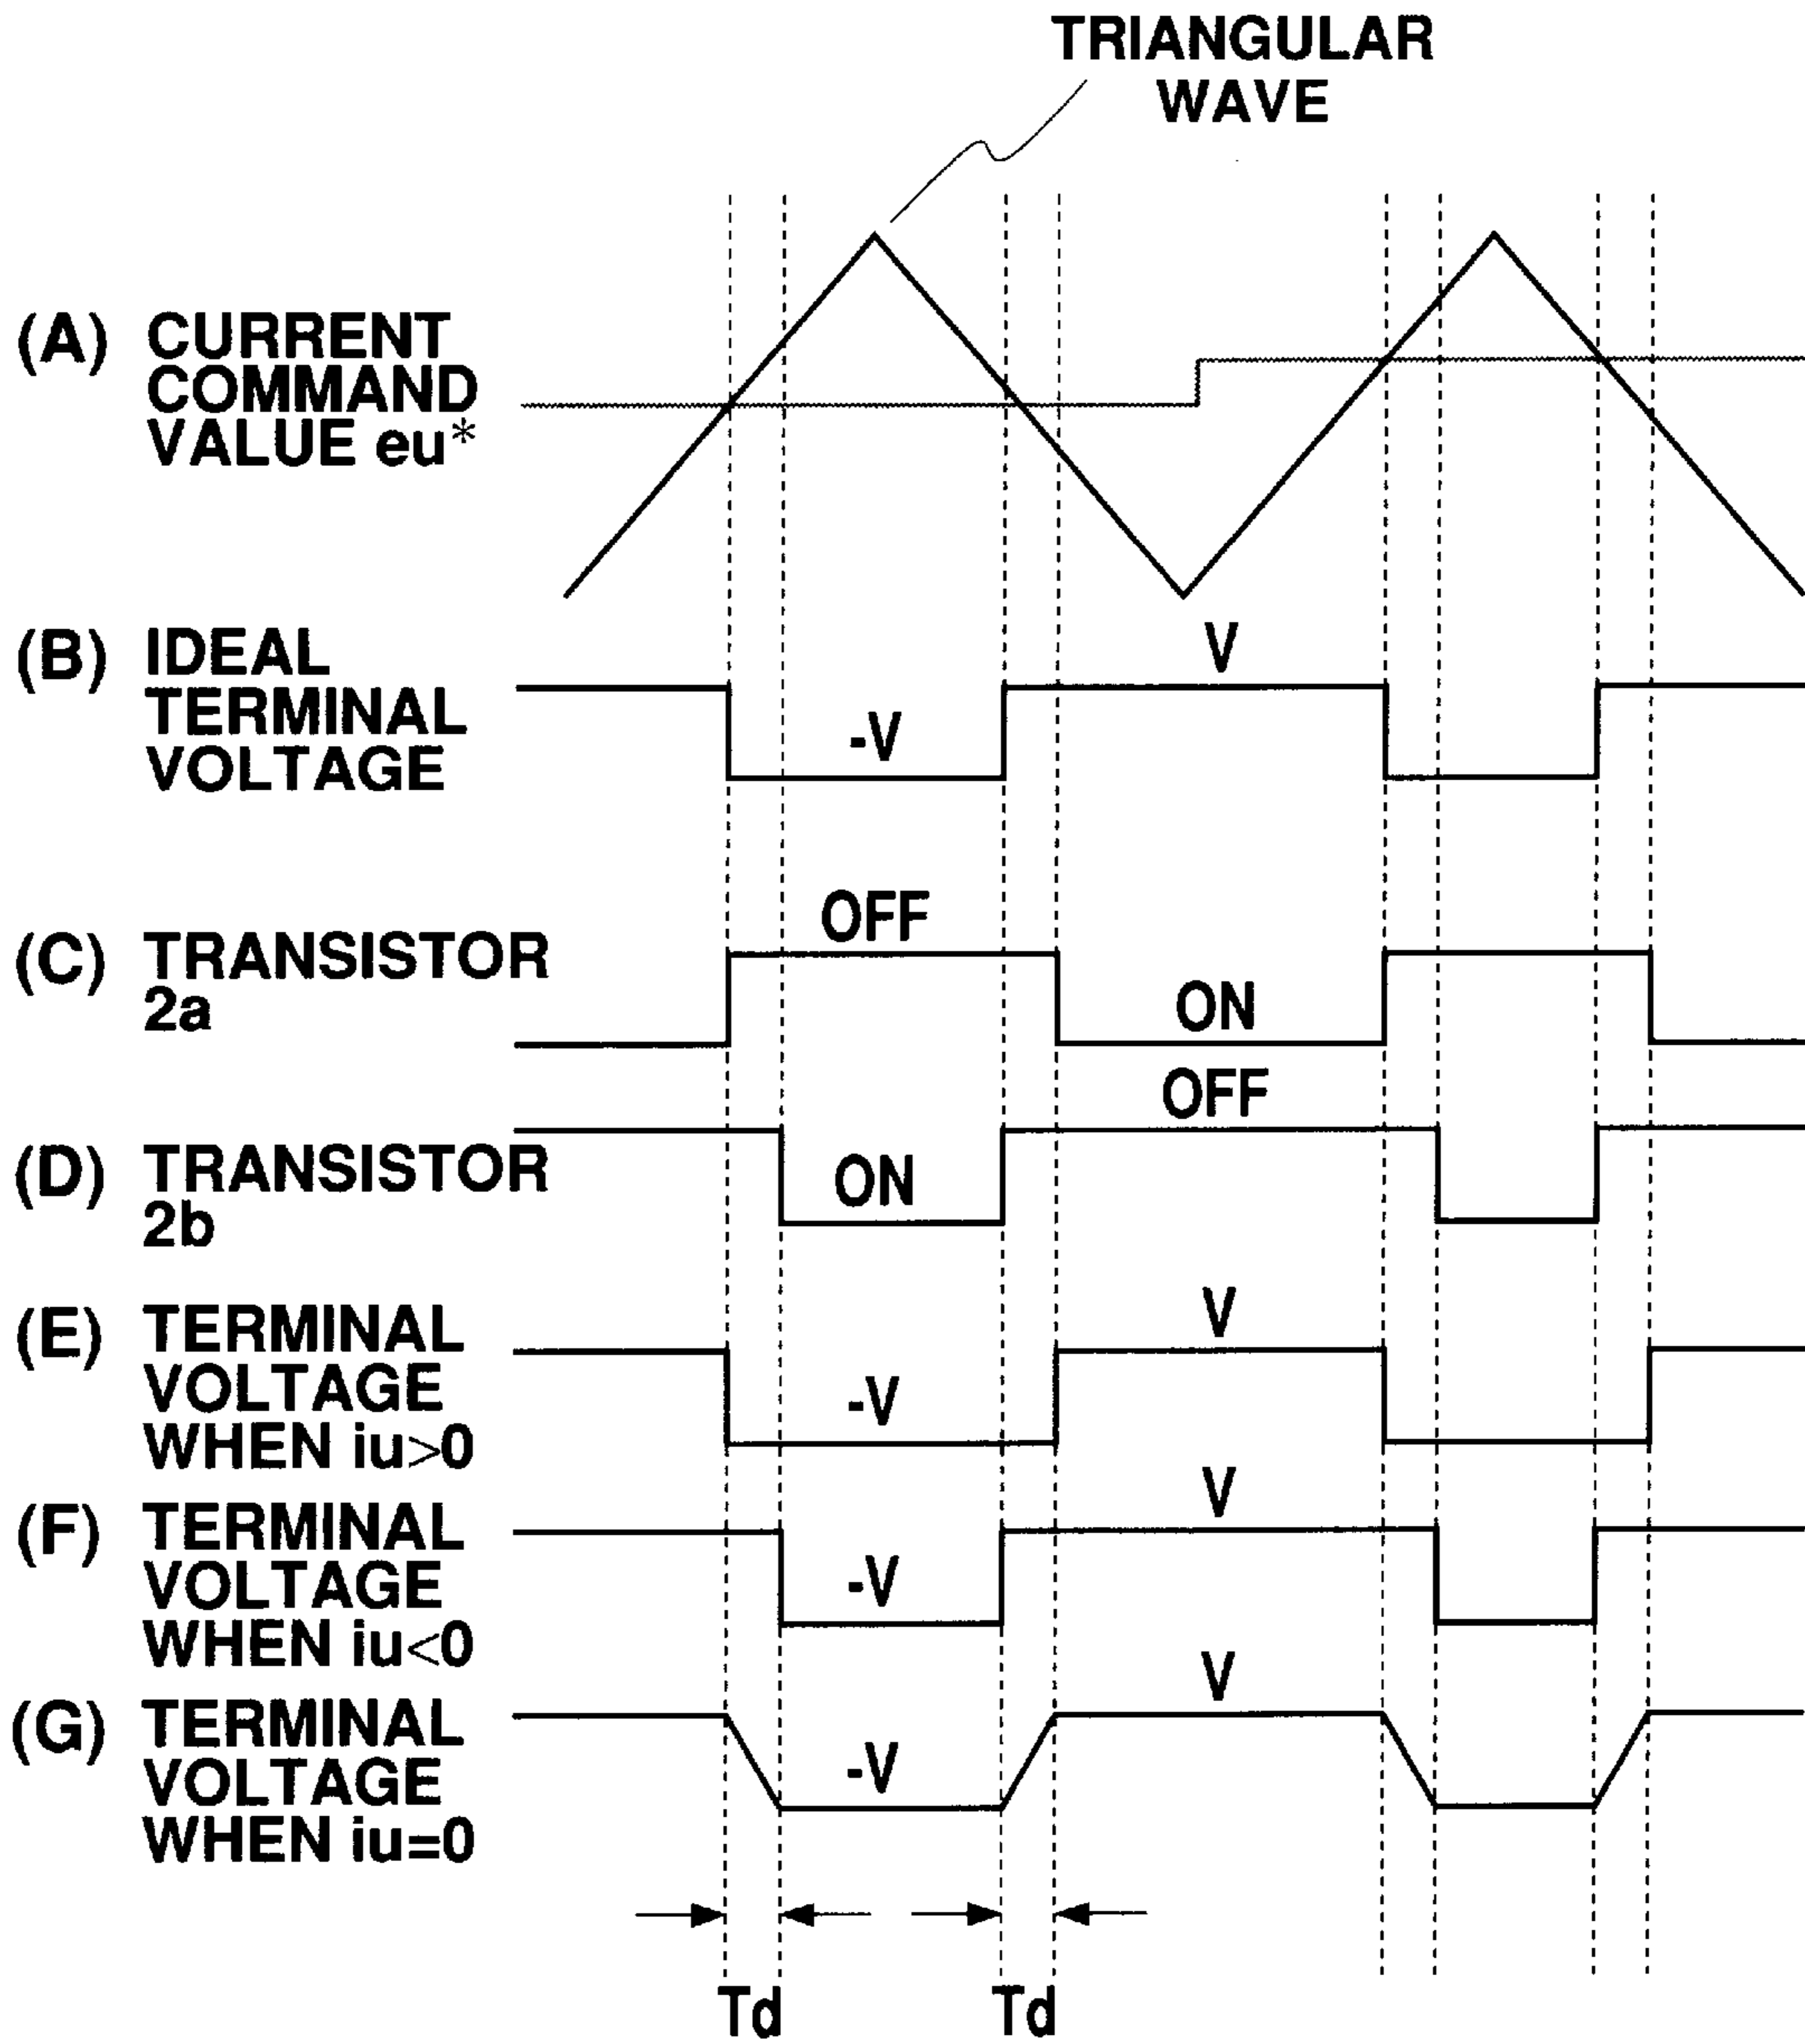 TRIANGULAR
WAVE
(A) CURRENT
COMMAND
VALUE eu*
(B) IDEAL
TERMINAL
VOLTAGE
V
-V
OFF
(C) TRANSISTOR
2a
ON
OFF
(D) TRANSISTOR
2b
ON
V
(E) TERMINAL
VOLTAGE
WHEN iu>0
-V
V
(F) TERMINAL
VOLTAGE
WHEN iu<0
-V
V
(G) TERMINAL
VOLTAGE
WHEN iu=0
-V
Td Td